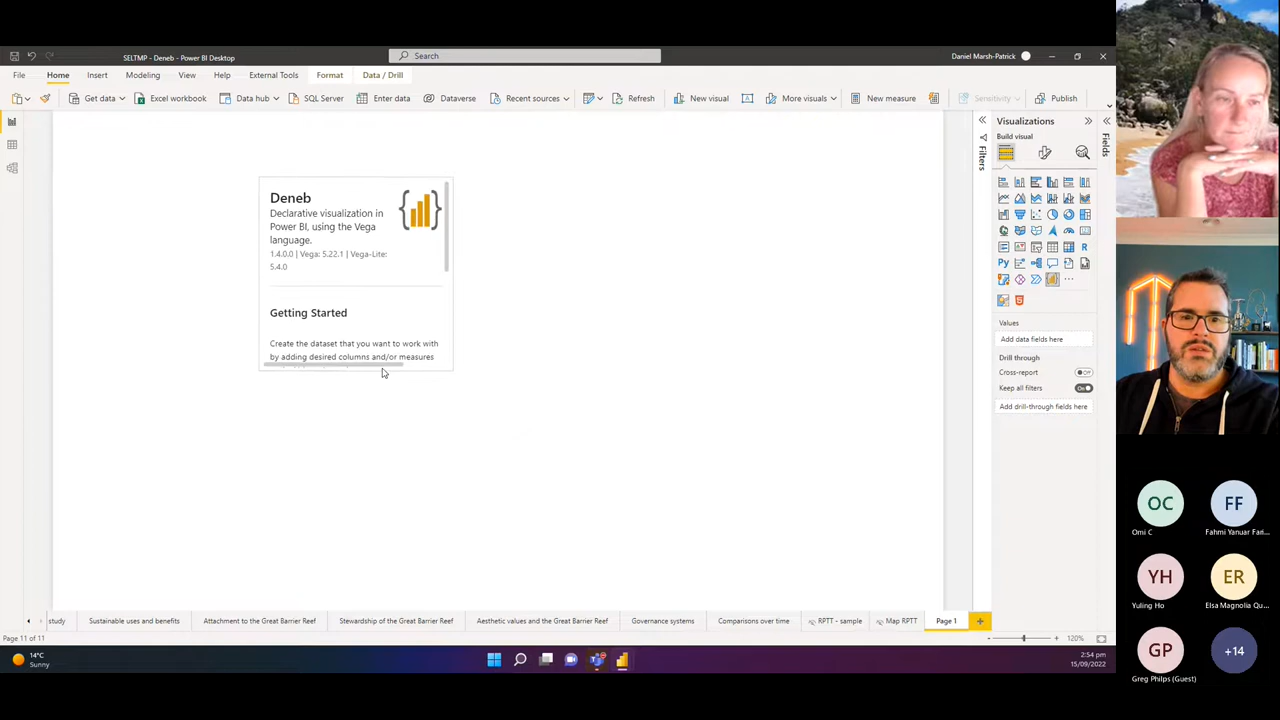 SELTMP - Deneb - Power BI Desktop
Search
Daniel Marsh-Patrick
File Home Insert Modeling View Help External Tools Format Data / Drill
Get data Excel workbook Data hub SQL Server Enter data Dataverse Recent sources Refresh New visual More visuals New measure Sensitivity Publish
Visualizations
Build visual
Filters
Fields
Deneb
Declarative visualization in
Power BI, using the Vega
language.
1.4.0.0 | Vega: 5.22.1 | Vega-Lite:
5.4.0
Getting Started
Create the dataset that you want to work with
by adding desired columns and/or measures
R
Py
Values
Add data fields here
Drill through
Cross-report
Off
Keep all filters
On
Add drill-through fields here
study Sustainable uses and benefits Attachment to the Great Barrier Reef Stewardship of the Great Barrier Reef Aesthetic values and the Great Barrier Reef Governance systems Comparisons over time RPTT - sample Map RPTT Page 1
Page 11 of 11
- + 120%
14°C
Sunny
2:54 pm
15/09/2022
OC
Omi C
FF
Fahmi Yanuar Fari...
YH
Yuling Ho
ER
Elsa Magnolia Qu...
GP
Greg Philps (Guest)
+14